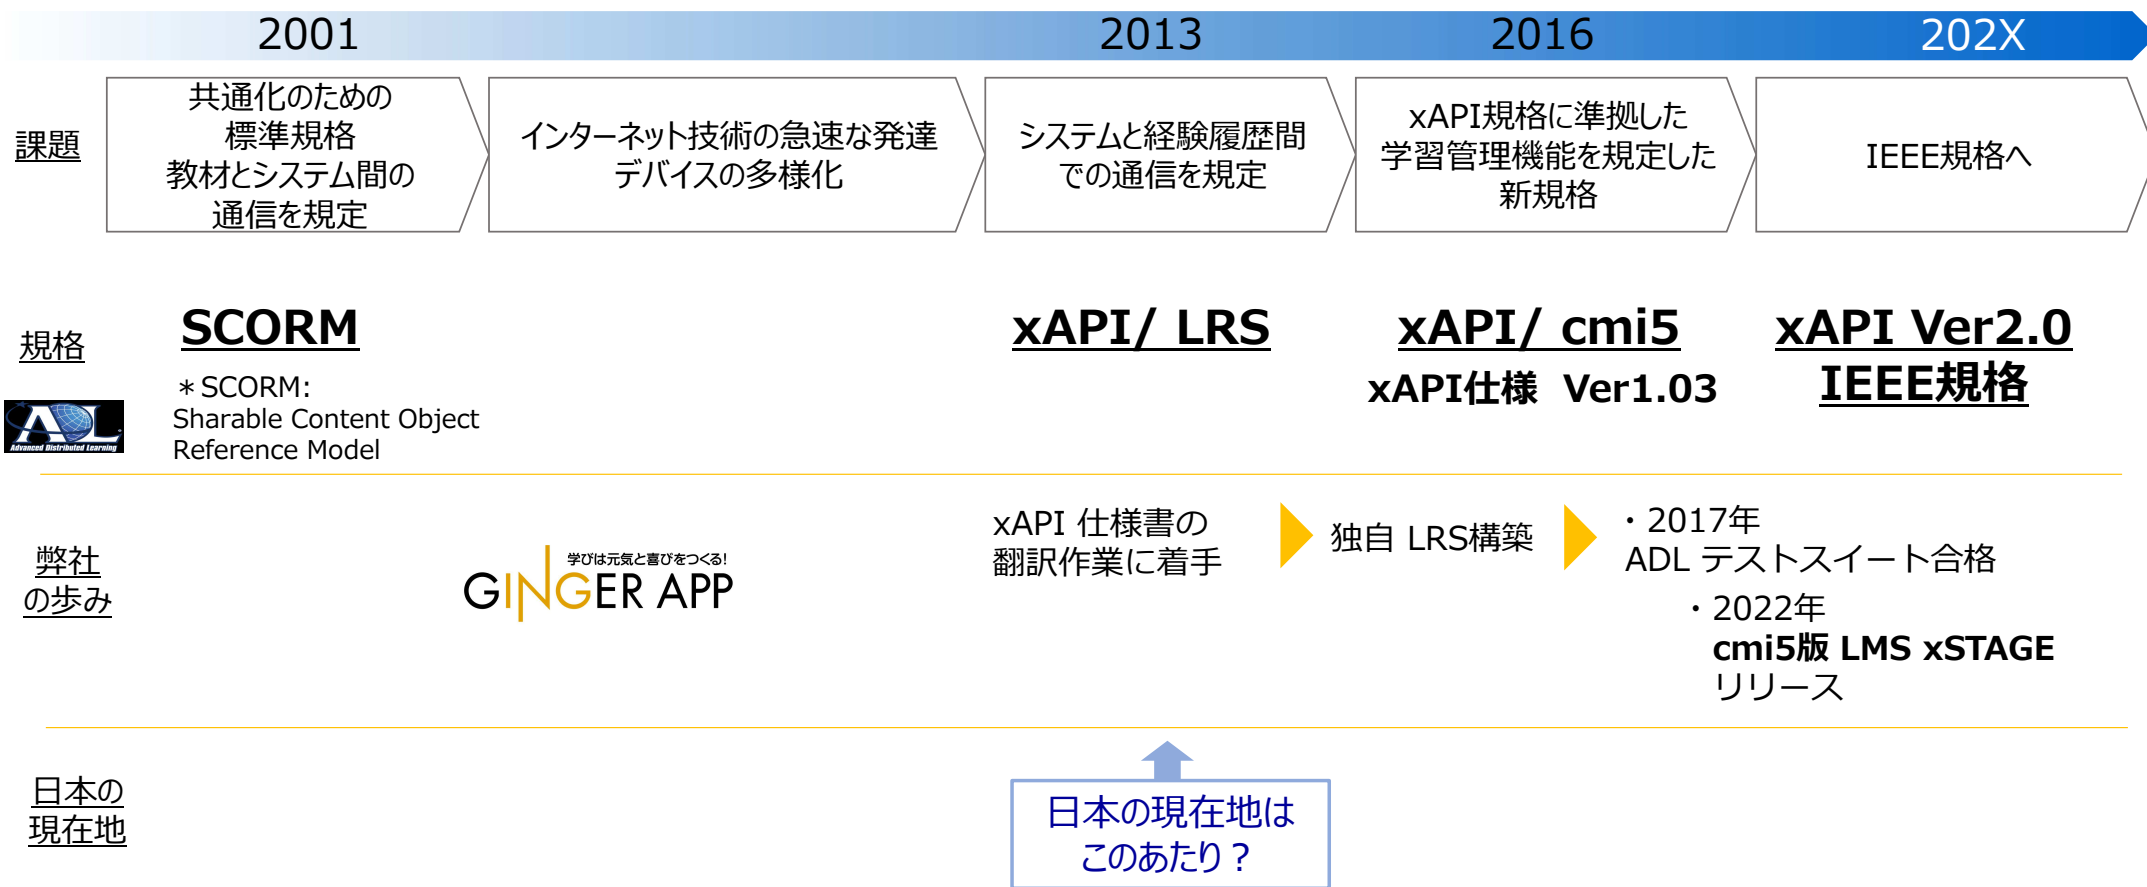 2001
2013
2016
202X
課題
共通化のための
標準規格
教材とシステム間の
通信を規定
インターネット技術の急速な発達
デバイスの多様化
システムと経験履歴間
での通信を規定
xAPI規格に準拠した
学習管理機能を規定した
新規格
IEEE規格へ
規格
SCORM
＊SCORM:
Sharable Content Object
Reference Model
xAPI/ LRS
xAPI/ cmi5
xAPI仕様 Ver1.03
xAPI Ver2.0
IEEE規格
ADL
Advanced Distributed Learning
弊社
の歩み
学びは元気と喜びをつくる!
GINGER APP
xAPI 仕様書の
翻訳作業に着手
独自 LRS構築
・2017年
ADL テストスイート合格
・2022年
cmi5版 LMS xSTAGE
リリース
日本の
現在地
日本の現在地は
このあたり？